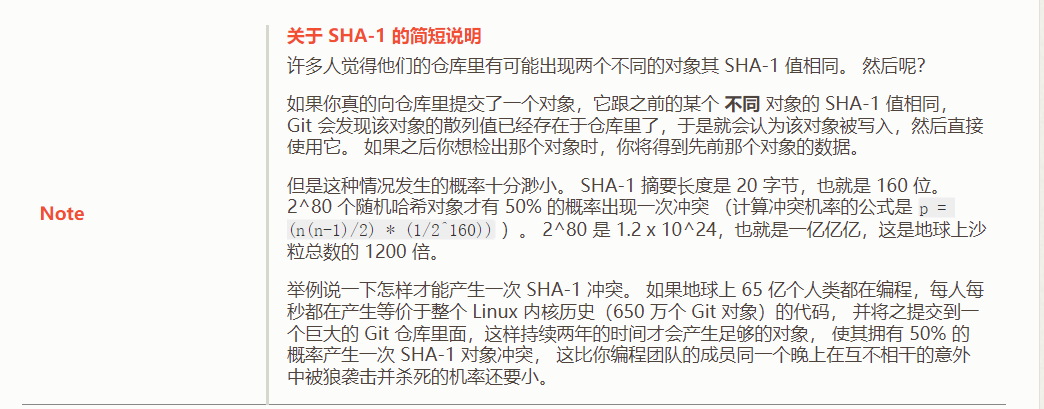 关于 SHA-1 的简短说明
许多人觉得他们的仓库里有可能出现两个不同的对象其 SHA-1 值相同。 然后呢？
如果你真的向仓库里提交了一个对象，它跟之前的某个 不同 对象的 SHA-1 值相同，
Git 会发现该对象的散列值已经存在于仓库里了，于是就会认为该对象被写入，然后直接
使用它。 如果之后你想检出那个对象时，你将得到先前那个对象的数据。
但是这种情况发生的概率十分渺小。 SHA-1 摘要长度是 20 字节，也就是 160 位。
Note
2^80 个随机哈希对象才有 50% 的概率出现一次冲突 （计算冲突机率的公式是 p =
(n(n-1)/2) * (1/2^160)) ）。 2^80 是 1.2 x 10^24，也就是一亿亿亿，这是地球上沙
粒总数的 1200 倍。
举例说一下怎样才能产生一次 SHA-1 冲突。 如果地球上 65 亿个人类都在编程，每人每
秒都在产生等价于整个 Linux 内核历史（650 万个 Git 对象）的代码， 并将之提交到一
个巨大的 Git 仓库里面，这样持续两年的时间才会产生足够的对象， 使其拥有 50% 的
概率产生一次 SHA-1 对象冲突， 这比你编程团队的成员同一个晚上在互不相干的意外
中被狼袭击并杀死的机率还要小。